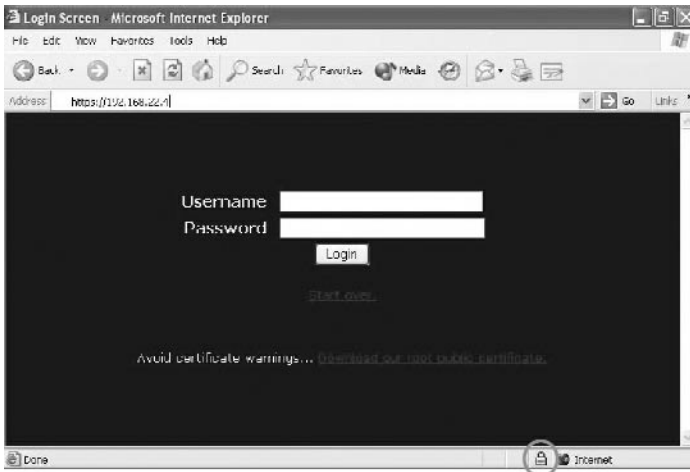 Login Screen - Microsoft Internet Explorer
File Edit View Favorites Tools Help
Back Search Favorites Media
Address https://192.168.22.4 Go Links
Username
Password
Login
Start over.
Avoid certificate warnings... Download our root public certificate.
Done Internet